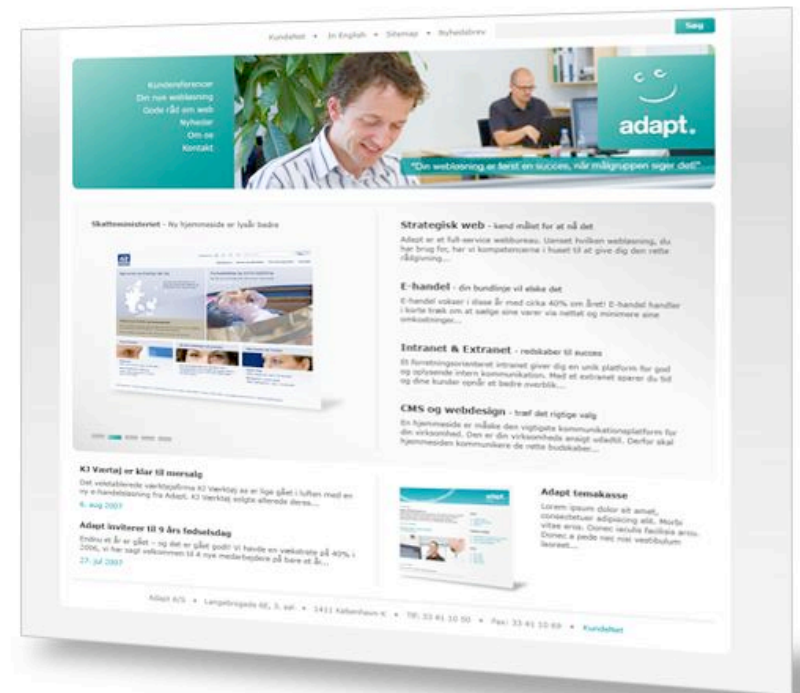 KundeNet • In English • Sitemap • Nyhedsbrev
Søg
Kundereferencer
Din nye webløsning
Gode råd om web
Nyheder
Om os
Kontakt
adapt.
"Din webløsning er først en succes, når målgruppen siger det!"
Skatteministeriet - Ny hjemmeside er lysår bedre
Strategisk web - kend målet for at nå det
Adapt er et full-service webbureau. Uanset hvilken webløsning, du
har brug for, har vi kompetencerne i huset til at give dig den rette
rådgivning...
E-handel - din bundlinje vil elske det
E-handel vokser i disse år med cirka 40% om året! E-handel handler
i korte træk om at sælge sine varer via nettet og minimere sine
omkostninger...
Intranet & Extranet - redskaber til succes
Et forretningsorienteret intranet giver dig en unik platform for god
og oplysende intern kommunikation. Med et extranet sparer du tid
og dine kunder opnår et bedre overblik...
CMS og webdesign - træf det rigtige valg
En hjemmeside er måske den vigtigste kommunikationsplatform for
din virksomhed. Den er din virksomheds ansigt udadtil. Derfor skal
hjemmesiden kommunikere de rette budskaber...
KJ Værtøj er klar til mersalg
Det veletablerede værktøjsfirma KJ Værktøj as er lige gået i luften med en
ny e-handelsløsning fra Adapt. KJ Værktøj solgte allerede deres...
6. aug 2007
Adapt inviterer til 9 års fødselsdag
Endnu et år er gået - og det er gået godt! Vi havde en vækstrate på 40% i
2006, vi har sagt velkommen til 4 nye medarbejdere på bare et år...
27. jul 2007
adapt
Adapt temakasse
Lorem ipsum dolor sit amet,
consectetuer adipiscing elit. Morbi
vitae eros. Donec iaculis facilisis arcu.
Donec a pede nec nisi vestibulum
laoreet...
Adapt A/S • Langebrogade 6E, 3. sal. • 1411 København K • Tlf: 33 41 10 50 • Fax: 33 41 10 69 • KundeNet